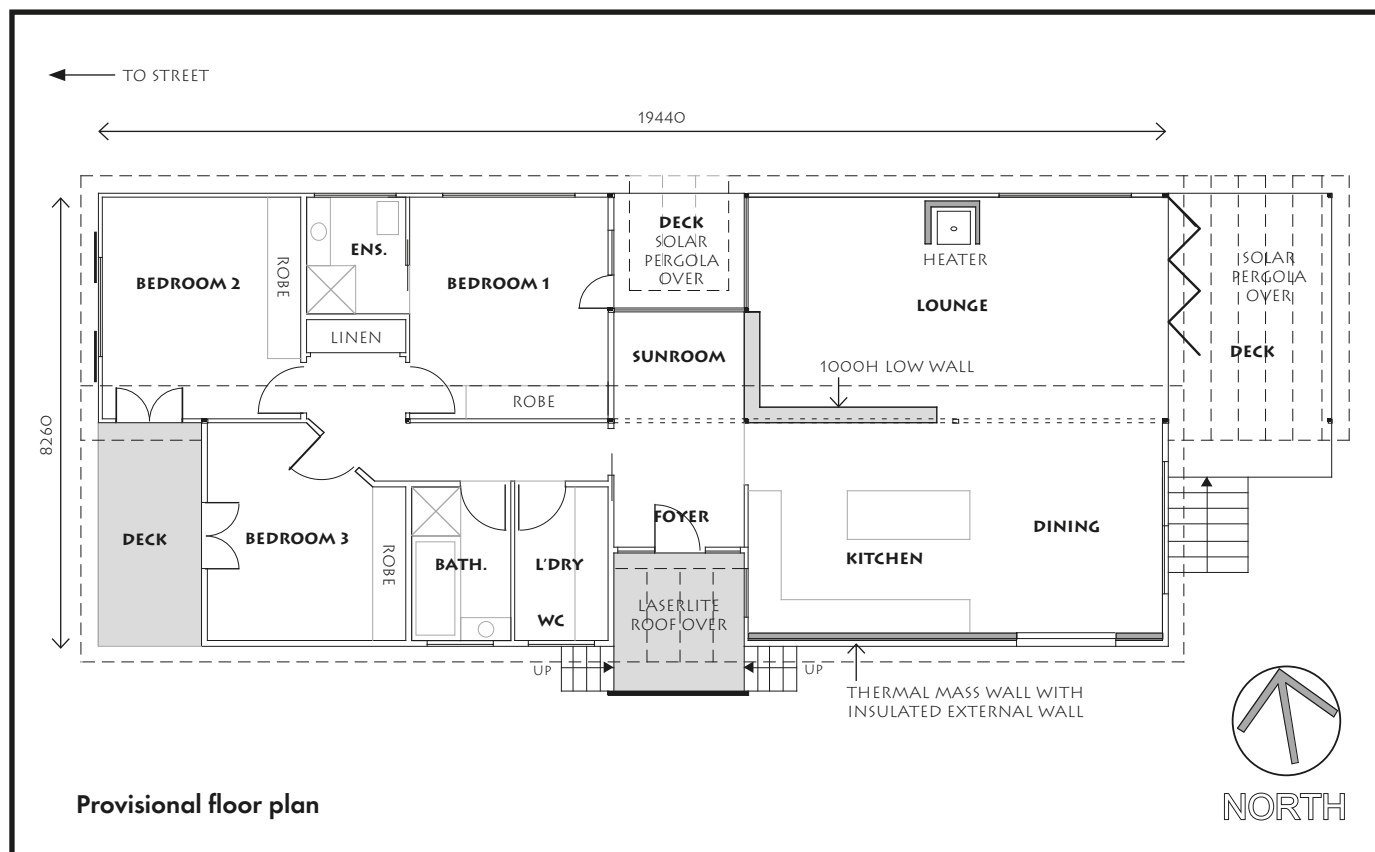 TO STREET
19440
8260
BEDROOM 2
ROBE
ENS.
LINEN
BEDROOM 1
ROBE
DECK
SOLAR
PERGOLA
OVER
SUNROOM
HEATER
LOUNGE
1000H LOW WALL
SOLAR
PERGOLA
OVER
DECK
DECK
BEDROOM 3
ROBE
BATH.
L'DRY
WC
FOYER
LASERLITE
ROOF OVER
UP
UP
KITCHEN
DINING
THERMAL MASS WALL WITH
INSULATED EXTERNAL WALL
Provisional floor plan
NORTH